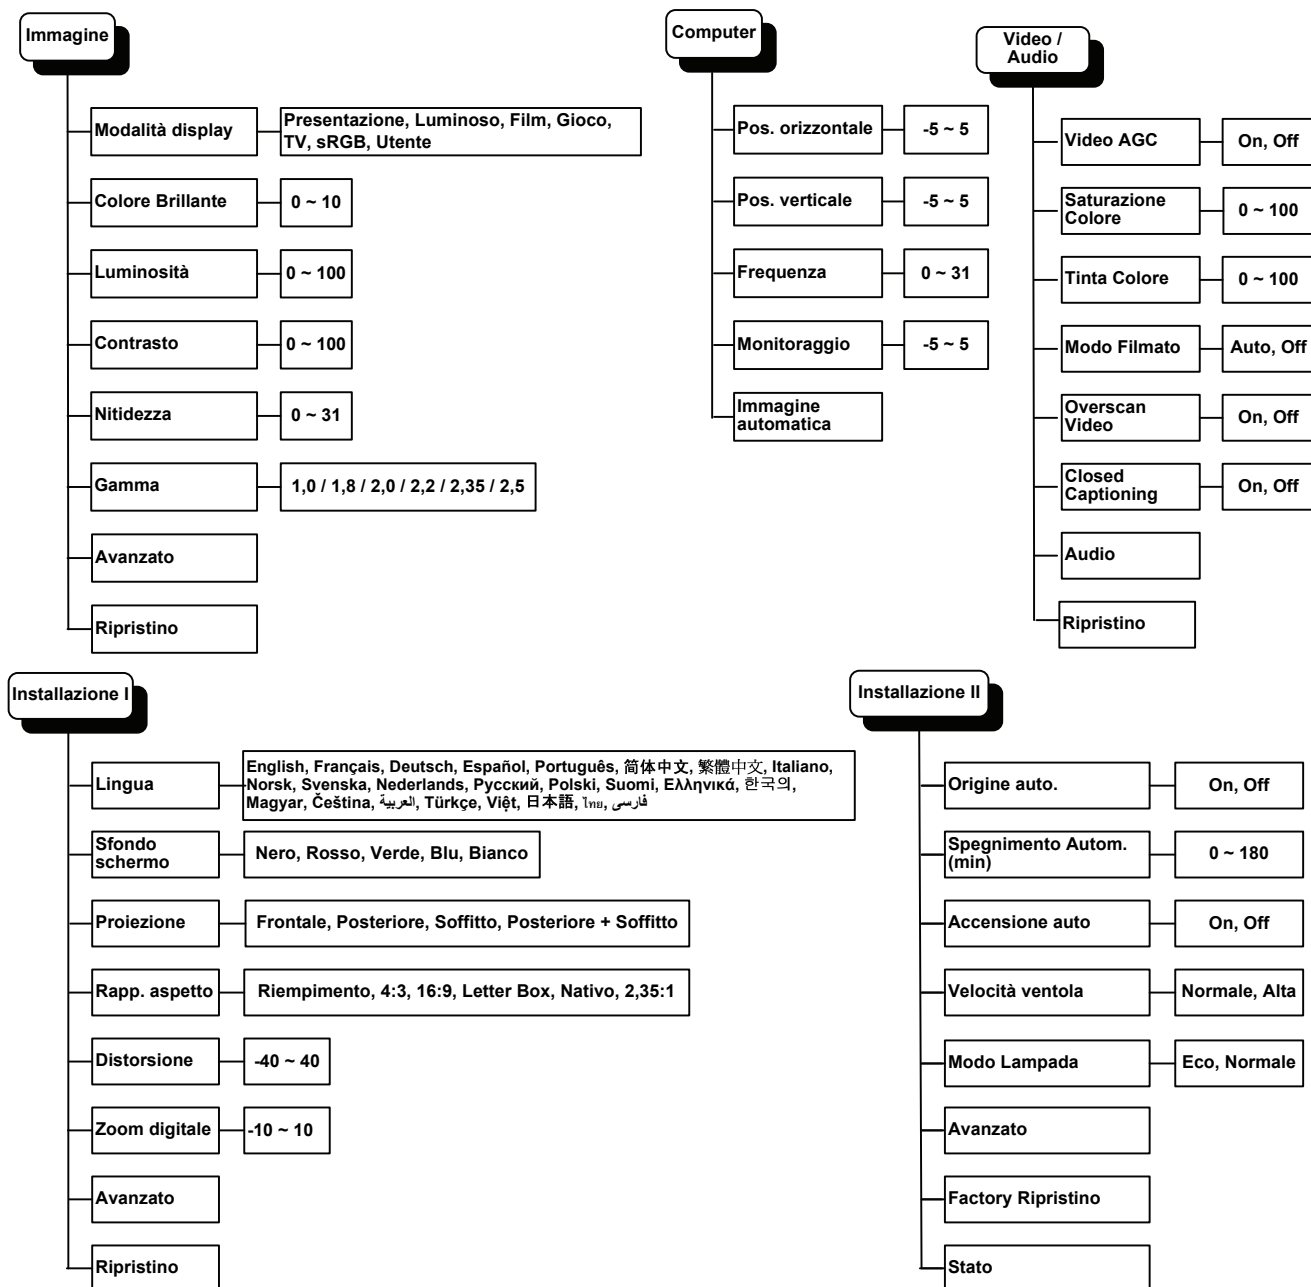 Immagine
Modalità display
Presentazione, Luminoso, Film, Gioco,
TV, sRGB, Utente
Colore Brillante
0 ~ 10
Luminosità
0 ~ 100
Contrasto
0 ~ 100
Nitidezza
0 ~ 31
Gamma
1,0 / 1,8 / 2,0 / 2,2 / 2,35 / 2,5
Avanzato
Ripristino
Computer
Pos. orizzontale
-5 ~ 5
Pos. verticale
-5 ~ 5
Frequenza
0 ~ 31
Monitoraggio
-5 ~ 5
Immagine
automatica
Video /
Audio
Video AGC
On, Off
Saturazione
Colore
0 ~ 100
Tinta Colore
0 ~ 100
Modo Filmato
Auto, Off
Overscan
Video
On, Off
Closed
Captioning
On, Off
Audio
Ripristino
Installazione I
Lingua
English, Français, Deutsch, Español, Português, 简体中文, 繁體中文, Italiano,
Norsk, Svenska, Nederlands, Русский, Polski, Suomi, Ελληνικά, 한국의,
Magyar, Čeština, العربية, Türkçe, Việt, 日本語, ไทย, فارسی
Sfondo
schermo
Nero, Rosso, Verde, Blu, Bianco
Proiezione
Frontale, Posteriore, Soffitto, Posteriore + Soffitto
Rapp. aspetto
Riempimento, 4:3, 16:9, Letter Box, Nativo, 2,35:1
Distorsione
-40 ~ 40
Zoom digitale
-10 ~ 10
Avanzato
Ripristino
Installazione II
Origine auto.
On, Off
Spegnimento Autom.
(min)
0 ~ 180
Accensione auto
On, Off
Velocità ventola
Normale, Alta
Modo Lampada
Eco, Normale
Avanzato
Factory Ripristino
Stato